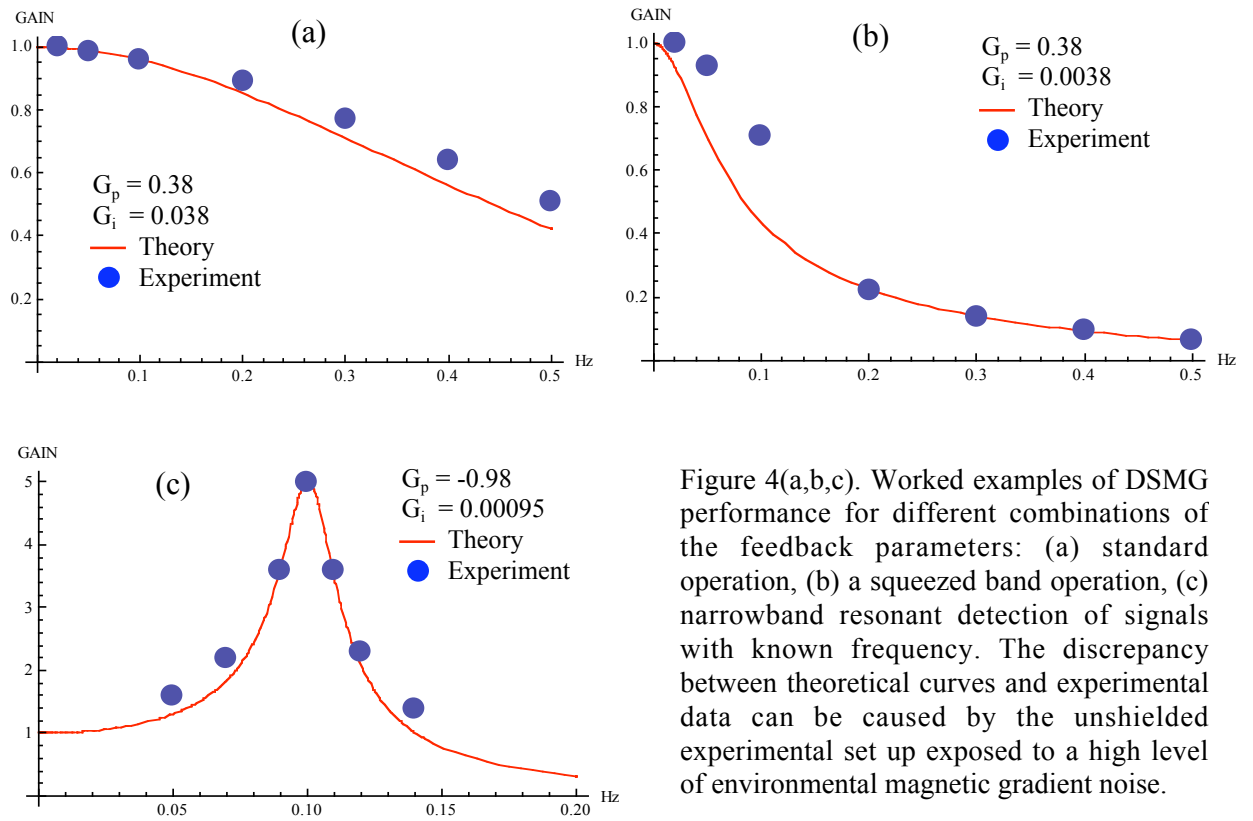 GAIN
(a)
1.0
0.8
0.6
0.4
0.2
G_p = 0.38
G_i = 0.038
Theory
Experiment
0.1 0.2 0.3 0.4 0.5
Hz
GAIN
(b)
1.0
0.8
0.6
0.4
0.2
G_p = 0.38
G_i = 0.0038
Theory
Experiment
0.1 0.2 0.3 0.4 0.5
Hz
GAIN
(c)
5
4
3
2
1
G_p = -0.98
G_i = 0.00095
Theory
Experiment
0.05 0.10 0.15 0.20
Hz
Figure 4(a,b,c). Worked examples of DSMG
performance for different combinations of
the feedback parameters: (a) standard
operation, (b) a squeezed band operation, (c)
narrowband resonant detection of signals
with known frequency. The discrepancy
between theoretical curves and experimental
data can be caused by the unshielded
experimental set up exposed to a high level
of environmental magnetic gradient noise.